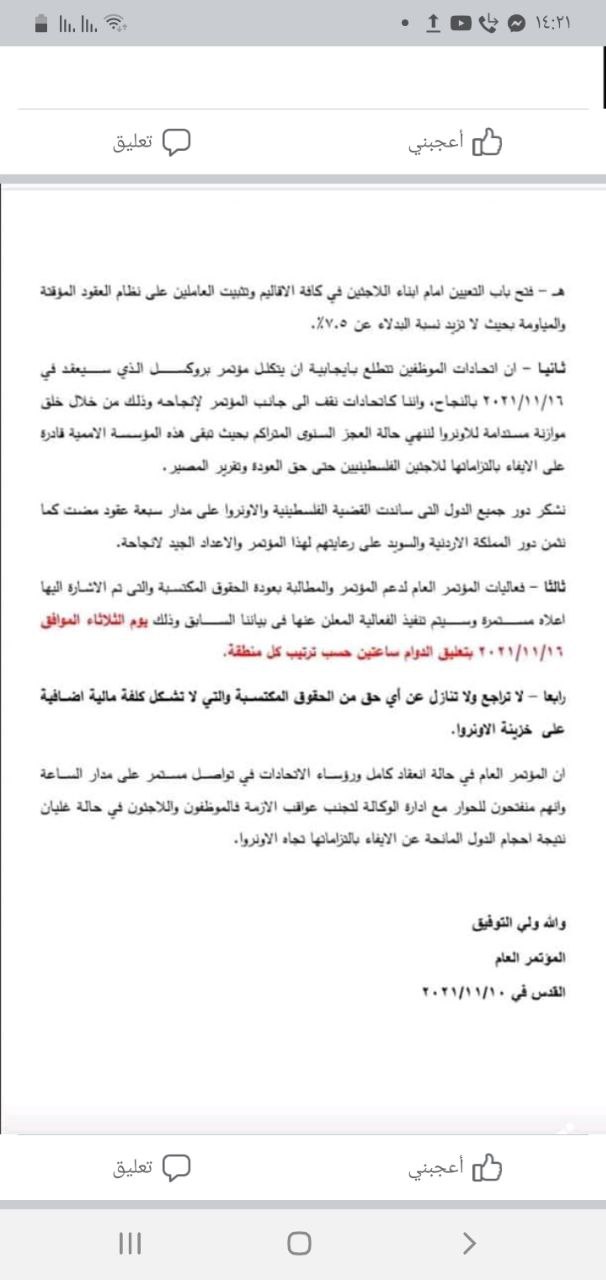 ١٤:٢١
أعجبني
تعليق
هـ – فتح باب التعيين امام ابناء اللاجئين في كافة الاقاليم وتثبيت العاملين على نظام العقود المؤقتة
والمياومة بحيث لا تزيد نسبة البدلاء عن ٧.٥٪.
ثانيا – ان اتحادات الموظفين تتطلع بايجابية ان يتكلل مؤتمر بروكسل الذي سيعقد في
٢٠٢١/١١/١٦ بالنجاح، واننا كاتحادات نقف الى جانب المؤتمر لإنجاحه وذلك من خلال خلق
موازنة مستدامة للاونروا لتنهي حالة العجز السنوي المتراكم بحيث تبقى هذه المؤسسة الاممية قادرة
على الايفاء بالتزاماتها للاجئين الفلسطينيين حتى حق العودة وتقرير المصير.
نشكر دور جميع الدول التي ساندت القضية الفلسطينية والاونروا على مدار سبعة عقود مضت كما
نثمن دور المملكة الاردنية والسويد على رعايتهم لهذا المؤتمر والاعداد الجيد لانجاحة.
ثالثا – فعاليات المؤتمر العام لدعم المؤتمر والمطالبة بعودة الحقوق المكتسبة والتي تم الاشارة اليها
اعلاه مستمرة وسيتم تنفيذ الفعالية المعلن عنها في بياننا السابق وذلك يوم الثلاثاء الموافق
٢٠٢١/١١/١٦ بتعليق الدوام ساعتين حسب ترتيب كل منطقة.
رابعا – لا تراجع ولا تنازل عن أي حق من الحقوق المكتسبة والتي لا تشكل كلفة مالية اضافية
على خزينة الاونروا.
ان المؤتمر العام في حالة انعقاد كامل ورؤساء الاتحادات في تواصل مستمر على مدار الساعة
وانهم منفتحون للحوار مع ادارة الوكالة لتجنب عواقب الازمة فالموظفون واللاجئون في حالة غليان
نتيجة احجام الدول المانحة عن الايفاء بالتزاماتها تجاه الاونروا.
والله ولي التوفيق
المؤتمر العام
القدس في ٢٠٢١/١١/١٠
أعجبني
تعليق